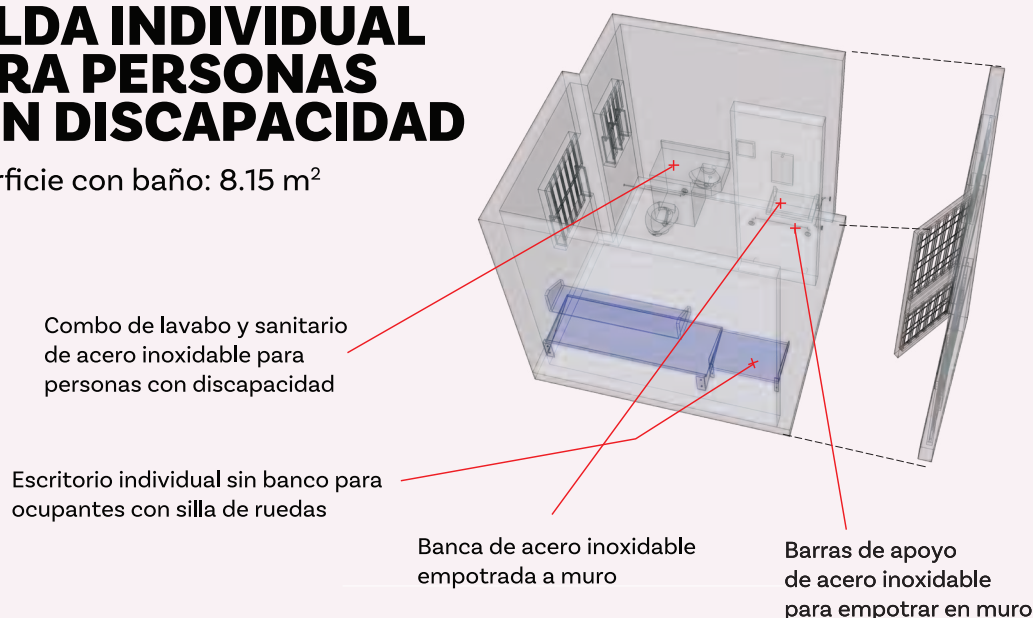 LDA INDIVIDUAL
RA PERSONAS
N DISCAPACIDAD
rficie con baño: 8.15 m²
Combo de lavabo y sanitario
de acero inoxidable para
personas con discapacidad
Escritorio individual sin banco para
ocupantes con silla de ruedas
Banca de acero inoxidable
empotrada a muro
Barras de apoyo
de acero inoxidable
para empotrar en muro